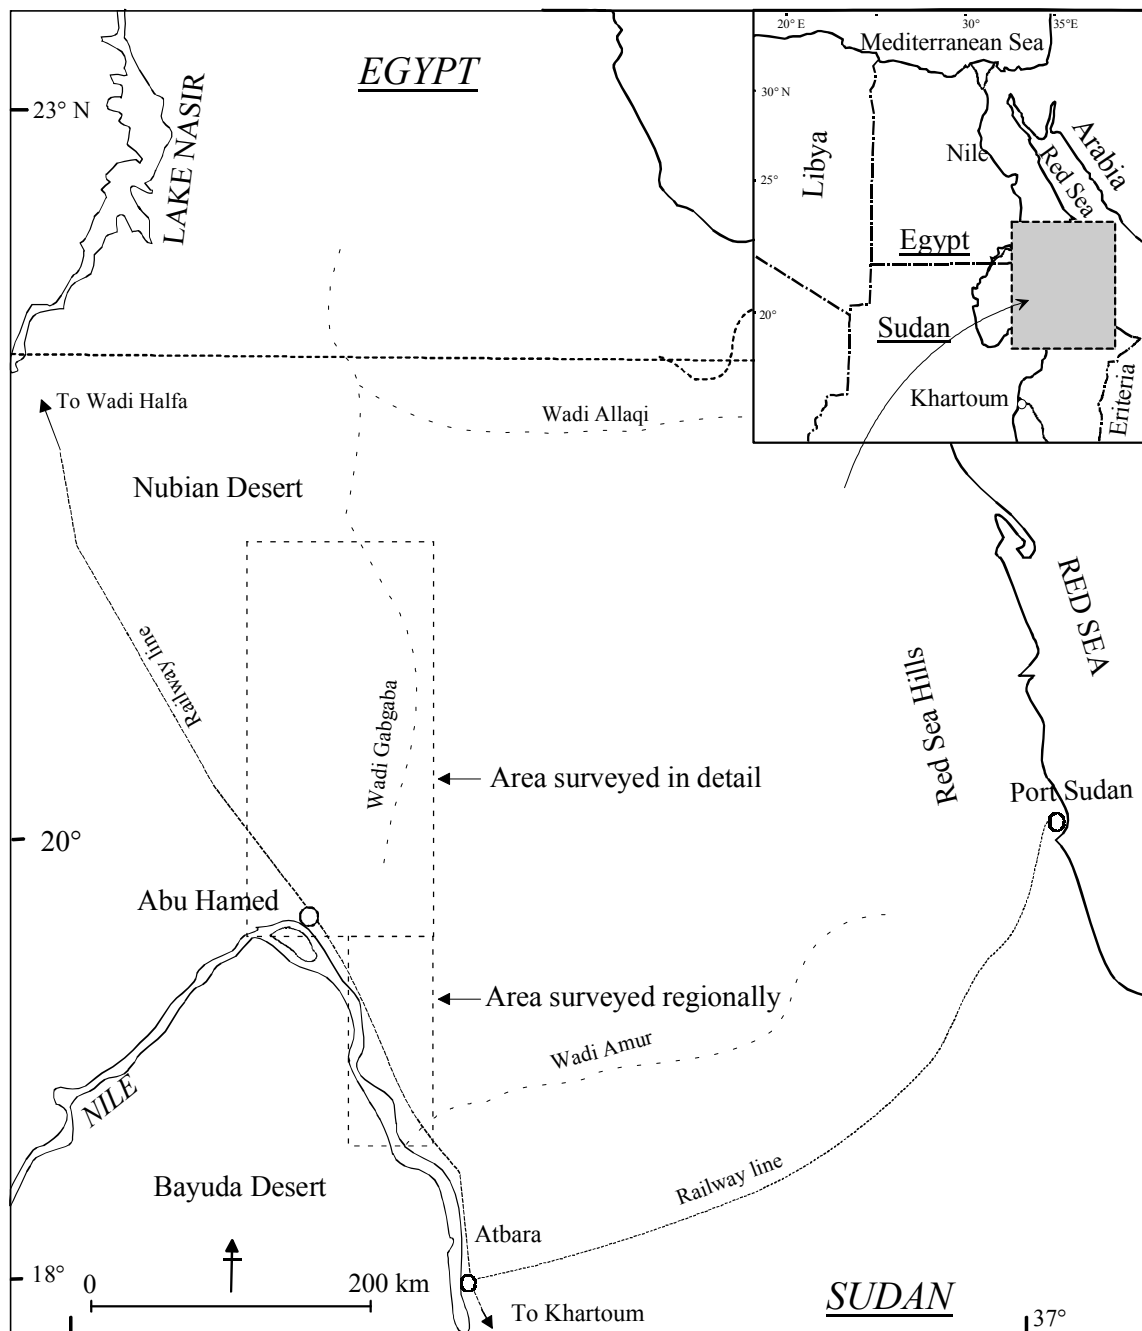 EGYPT
23° N
LAKE NASIR
20° E
30°
35°E
Mediterranean Sea
30° N
Libya
Nile
Arabia
Red Sea
25°
Egypt
20°
Sudan
Khartoum
Eriteria
To Wadi Halfa
Wadi Allaqi
Nubian Desert
RED SEA
Railway line
Wadi Gabgaba
Red Sea Hills
Area surveyed in detail
Port Sudan
20°
Abu Hamed
Area surveyed regionally
Wadi Amur
NILE
Railway line
Bayuda Desert
Atbara
18°
0
200 km
To Khartoum
SUDAN
37°